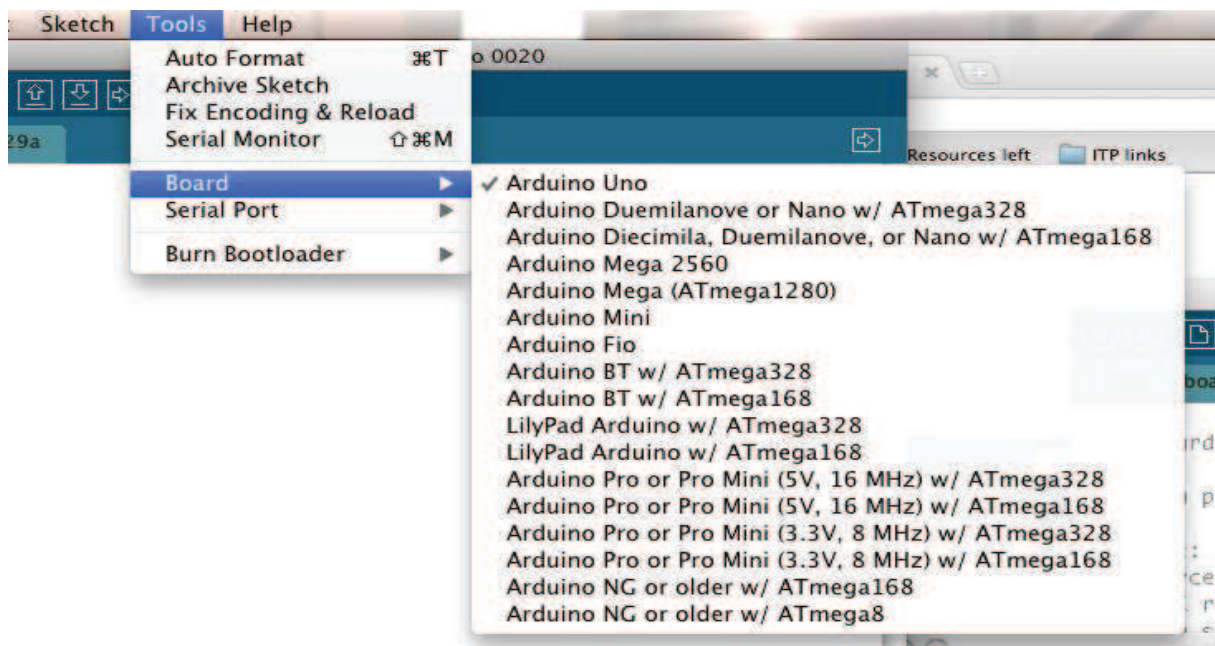 Sketch Tools Help
Auto Format ⌘T
Archive Sketch
Fix Encoding & Reload
Serial Monitor ⇧⌘M
Board
Serial Port
Burn Bootloader
o 0020
29a
Resources left ITP links
✓ Arduino Uno
Arduino Duemilanove or Nano w/ ATmega328
Arduino Diecimila, Duemilanove, or Nano w/ ATmega168
Arduino Mega 2560
Arduino Mega (ATmega1280)
Arduino Mini
Arduino Fio
Arduino BT w/ ATmega328
Arduino BT w/ ATmega168
LilyPad Arduino w/ ATmega328
LilyPad Arduino w/ ATmega168
Arduino Pro or Pro Mini (5V, 16 MHz) w/ ATmega328
Arduino Pro or Pro Mini (5V, 16 MHz) w/ ATmega168
Arduino Pro or Pro Mini (3.3V, 8 MHz) w/ ATmega328
Arduino Pro or Pro Mini (3.3V, 8 MHz) w/ ATmega168
Arduino NG or older w/ ATmega168
Arduino NG or older w/ ATmega8